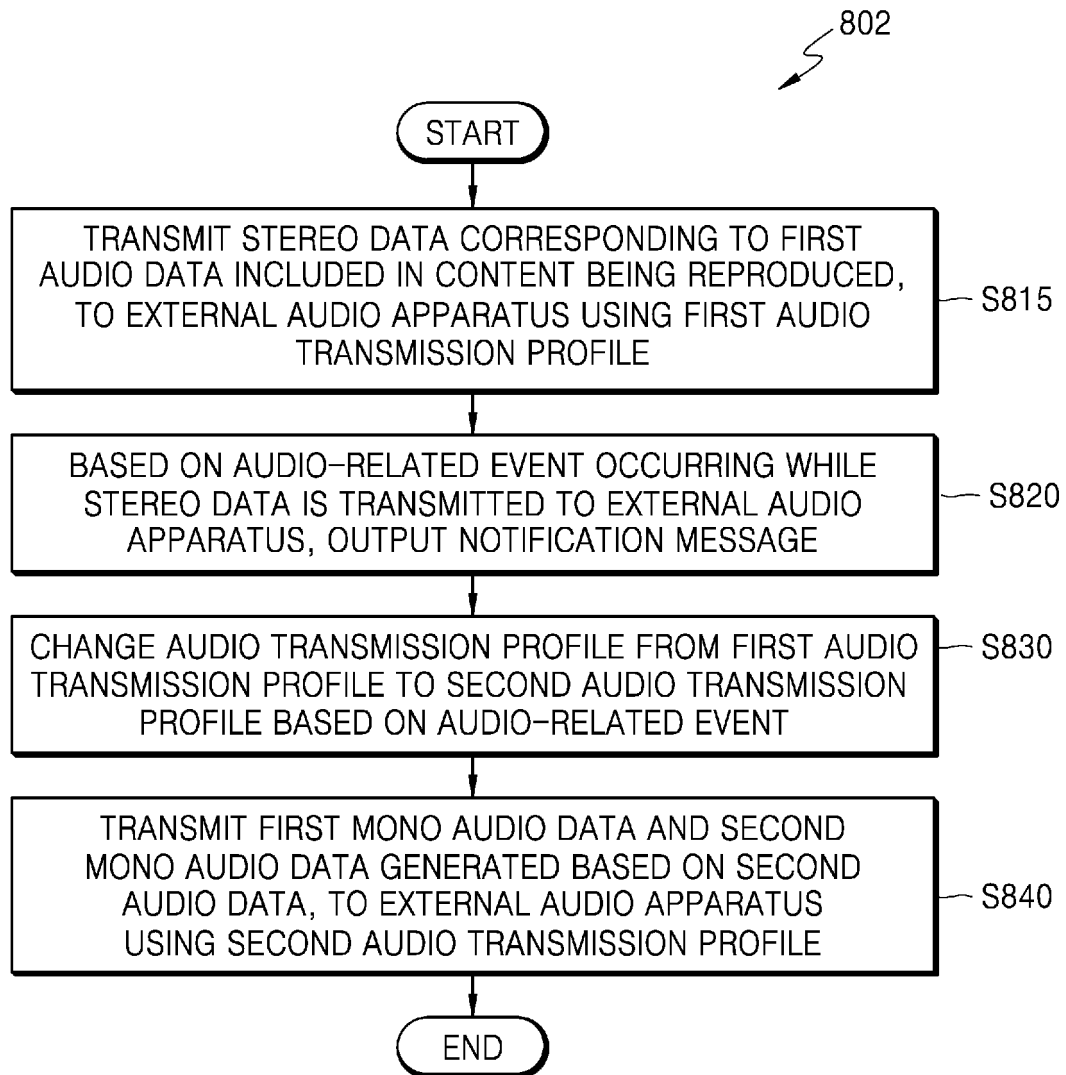 802
START
TRANSMIT STEREO DATA CORRESPONDING TO FIRST
AUDIO DATA INCLUDED IN CONTENT BEING REPRODUCED,
TO EXTERNAL AUDIO APPARATUS USING FIRST AUDIO
TRANSMISSION PROFILE
S815
BASED ON AUDIO-RELATED EVENT OCCURRING WHILE
STEREO DATA IS TRANSMITTED TO EXTERNAL AUDIO
APPARATUS, OUTPUT NOTIFICATION MESSAGE
S820
CHANGE AUDIO TRANSMISSION PROFILE FROM FIRST AUDIO
TRANSMISSION PROFILE TO SECOND AUDIO TRANSMISSION
PROFILE BASED ON AUDIO-RELATED EVENT
S830
TRANSMIT FIRST MONO AUDIO DATA AND SECOND
MONO AUDIO DATA GENERATED BASED ON SECOND
AUDIO DATA, TO EXTERNAL AUDIO APPARATUS
USING SECOND AUDIO TRANSMISSION PROFILE
S840
END